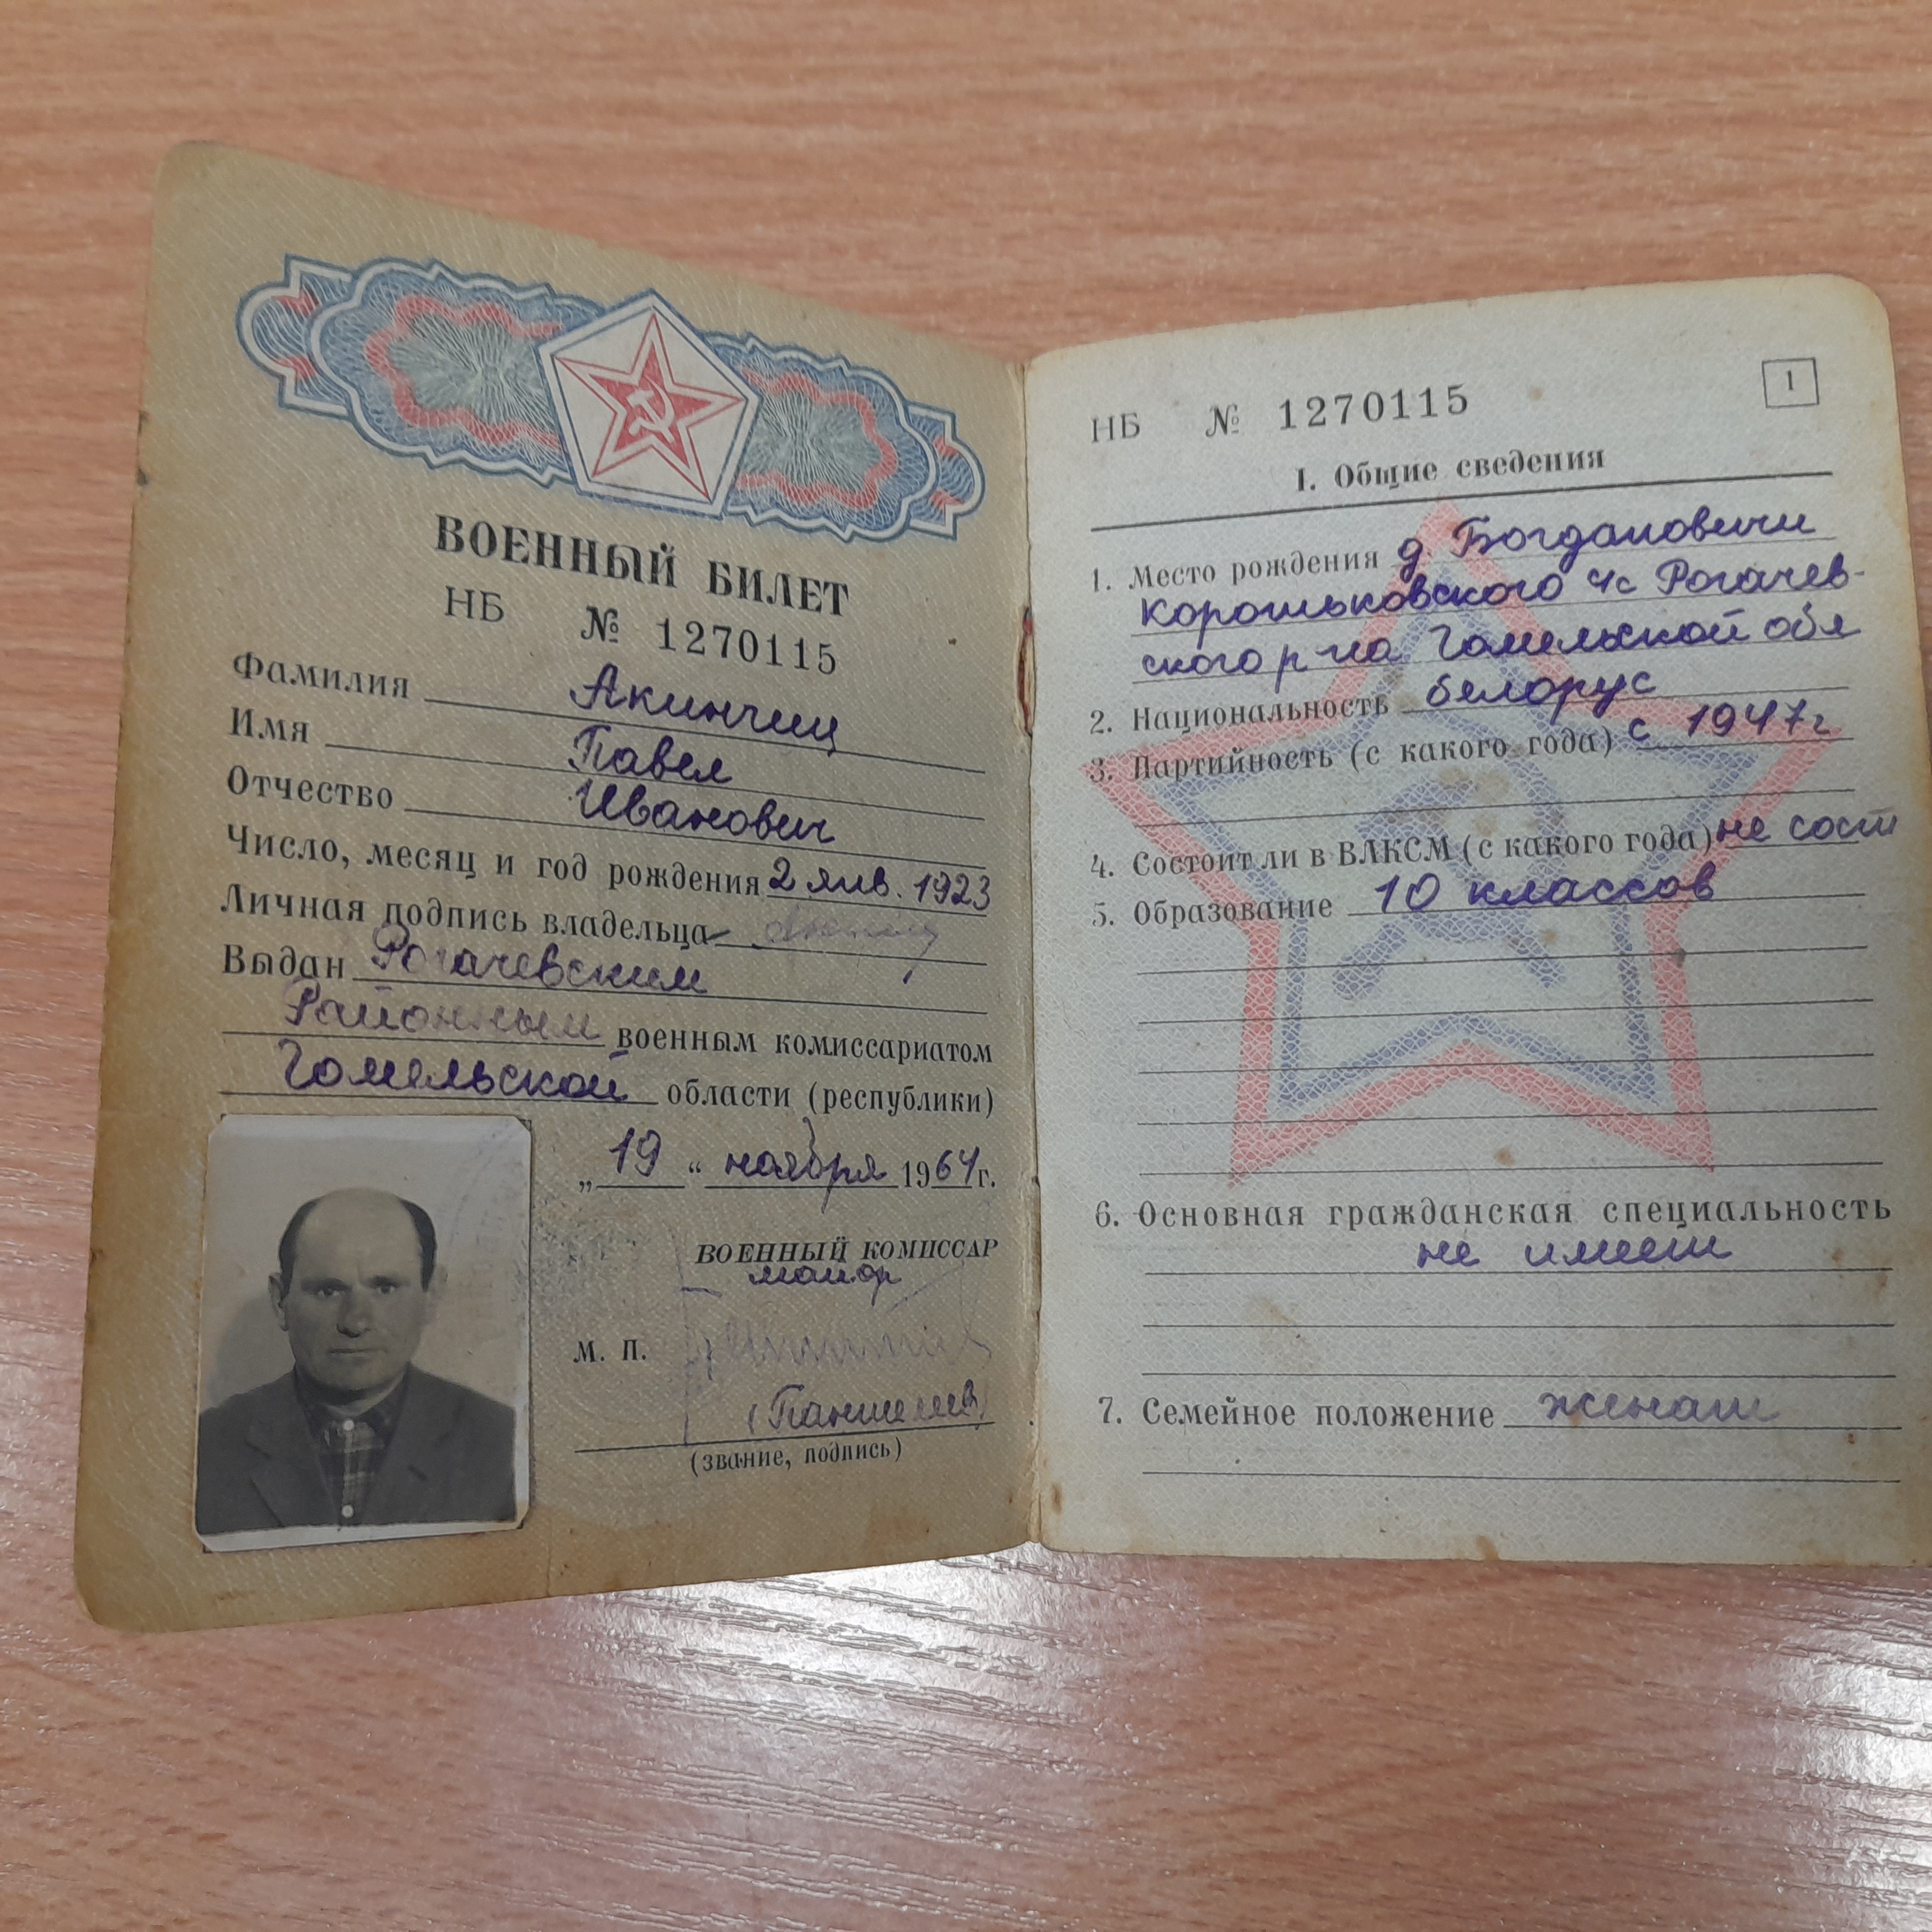 ВОЕННЫЙ БИЛЕТ
НБ № 1270115
Фамилия Акинчиц
Имя Павел
Отчество Иванович
Число, месяц и год рождения 2 янв. 1923
Личная подпись владельца
Выдан Рогачевским
Районным военным комиссариатом
Гомельской области (республики)
„19“ ноября 1964 г.
ВОЕННЫЙ КОМИССАР
майор
М. П.
(звание, подпись)
НБ № 1270115
1
1. Общие сведения
1. Место рождения д. Богдановичи
ч/с Рогачев-
ского р-на Гомельской обл
2. Национальность белорус
3. Партийность (с какого года) с 1947г
4. Состоит ли в ВЛКСМ (с какого года) не сост
5. Образование 10 классов
6. Основная гражданская специальность
не имеет
7. Семейное положение женат